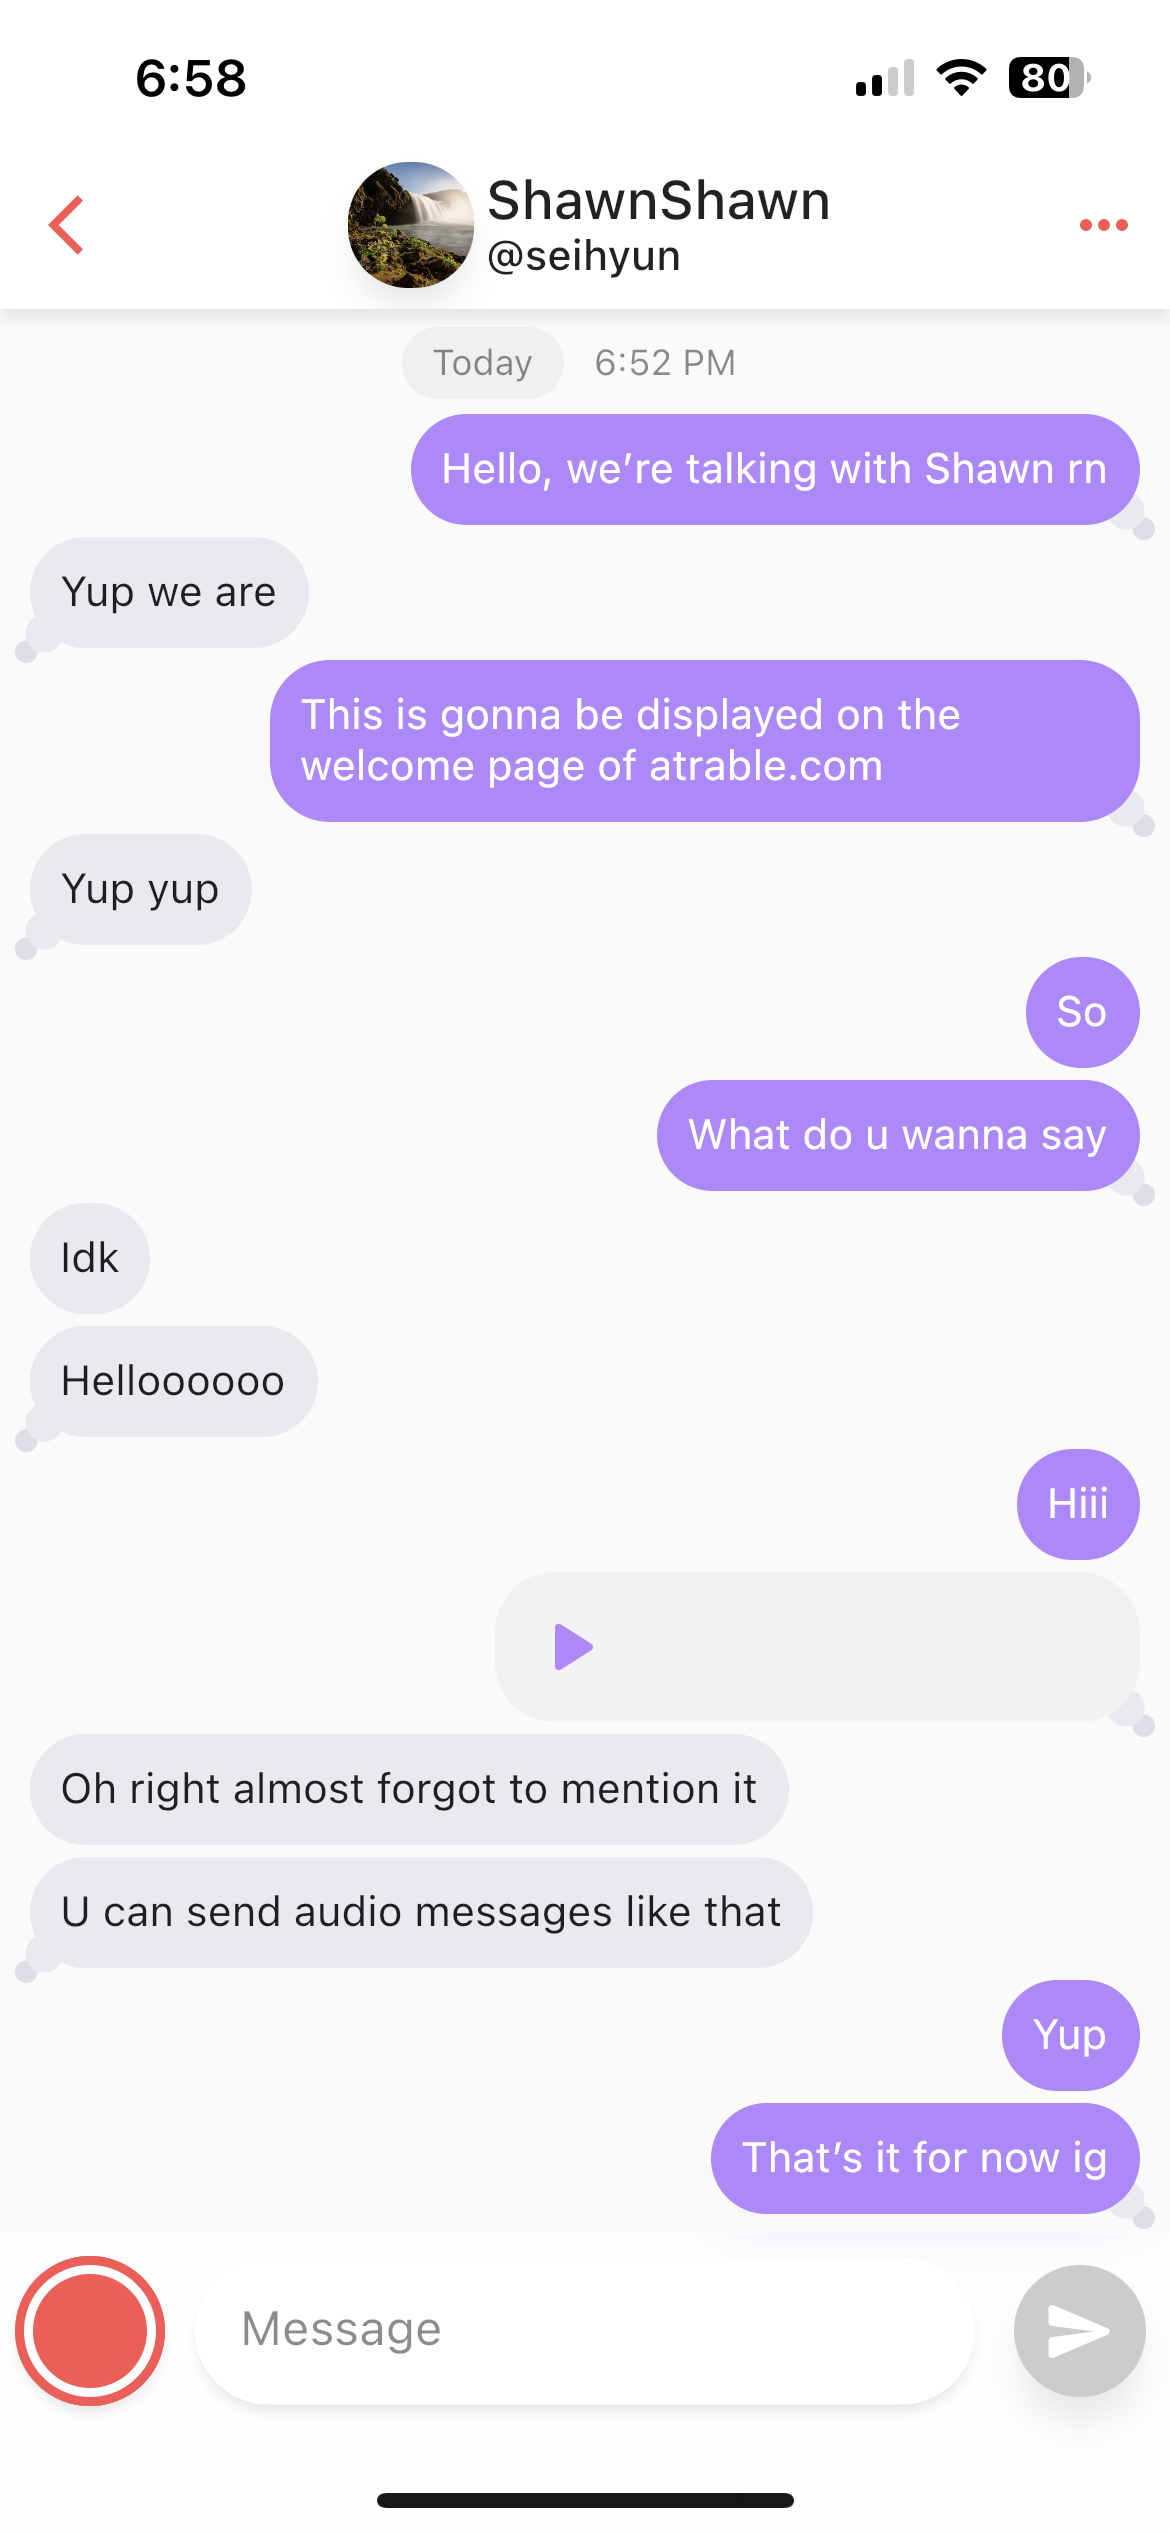 6:58
80
ShawnShawn
@seihyun
Today 6:52 PM
Hello, we’re talking with Shawn rn
Yup we are
This is gonna be displayed on the
welcome page of atrable.com
Yup yup
So
What do u wanna say
Idk
Helloooooo
Hiii
Oh right almost forgot to mention it
U can send audio messages like that
Yup
That’s it for now ig
Message